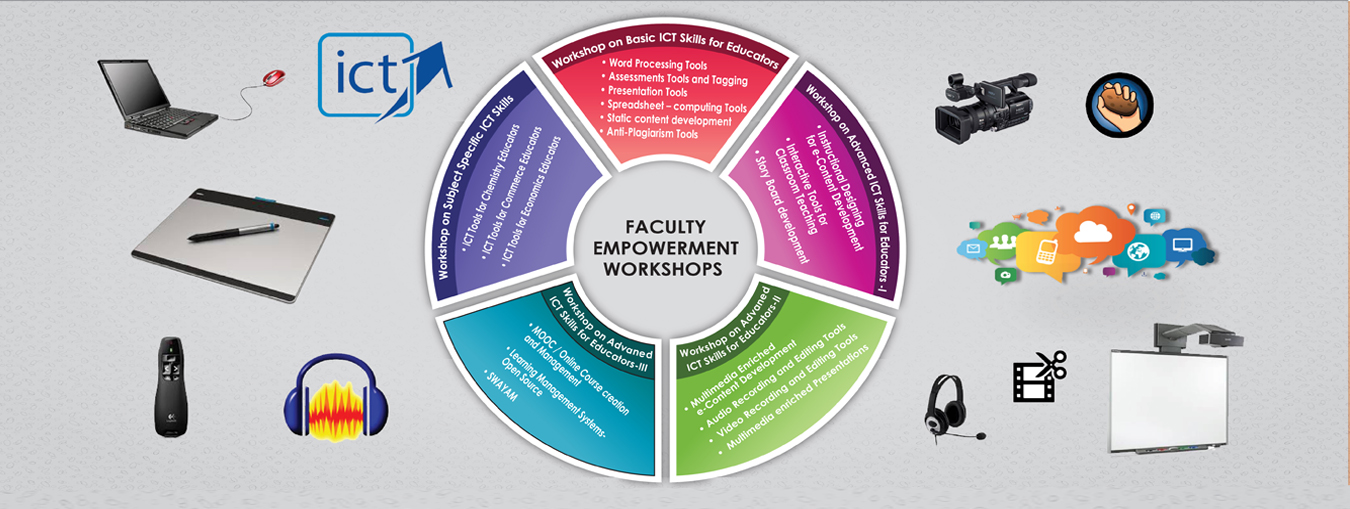 ict
Workshop on Basic ICT Skills for Educators
• Word Processing Tools
• Assessments Tools and Tagging
• Presentation Tools
• Spreadsheet – computing Tools
• Static content development
• Anti-Plagiarism Tools
Workshop on Advanced ICT Skills for Educators-I
• Instructional Designing
for e-Content Development
• Interactive Tools for
Classroom Teaching
• Story Board development
Workshop on Advaned
ICT Skills for Educators-II
• Multimedia Enriched
e-Content Development
• Audio Recording and Editing Tools
• Video Recording and Editing Tools
• Multimedia enriched Presentations
Workshop on Advaned
ICT Skills for Educators-III
• MOOC / Online Course creation
and Management
• Learning Management Systems-
Open Source
• SWAYAM
Workshop on Subject Specific ICT Skills
• ICT Tools for Chemistry Educators
• ICT Tools for Commerce Educators
• ICT Tools for Economics Educators
FACULTY
EMPOWERMENT
WORKSHOPS